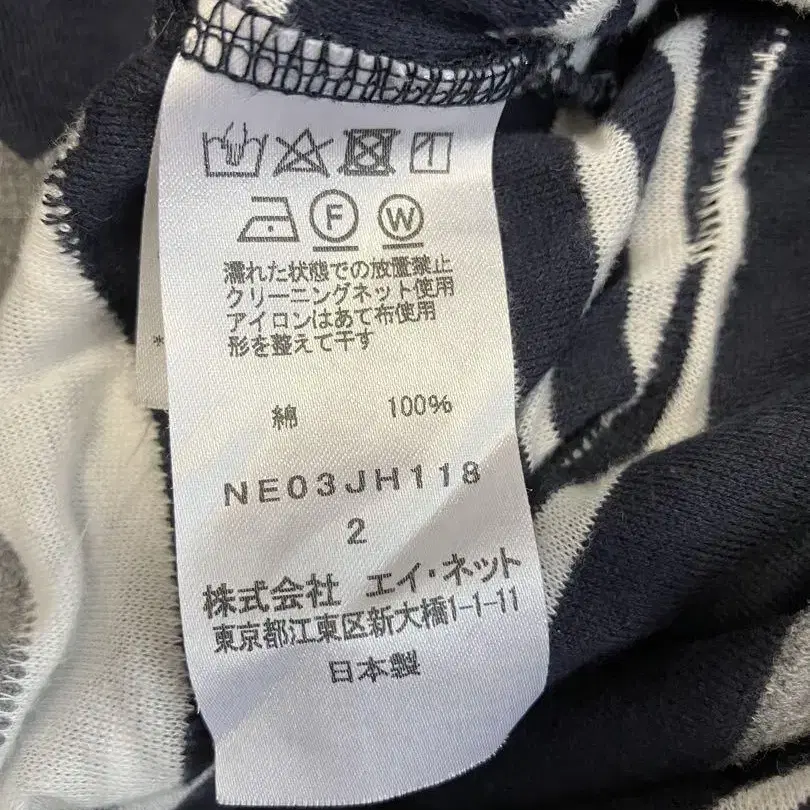 F W
濡れた状態での放置禁止
クリーニングネット使用
アイロンはあて布使用
形を整えて干す
綿 100%
NE03JH118
2
株式会社 エイ・ネット
東京都江東区新大橋1-1-11
日本製
*